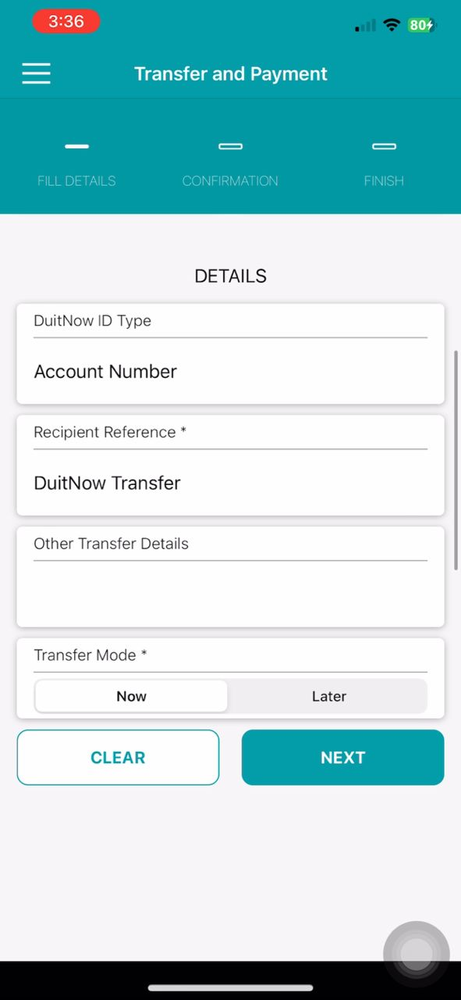 3:36
80
Transfer and Payment
FILL DETAILS
CONFIRMATION
FINISH
DETAILS
DuitNow ID Type
Account Number
Recipient Reference *
DuitNow Transfer
Other Transfer Details
Transfer Mode *
Now
Later
CLEAR
NEXT